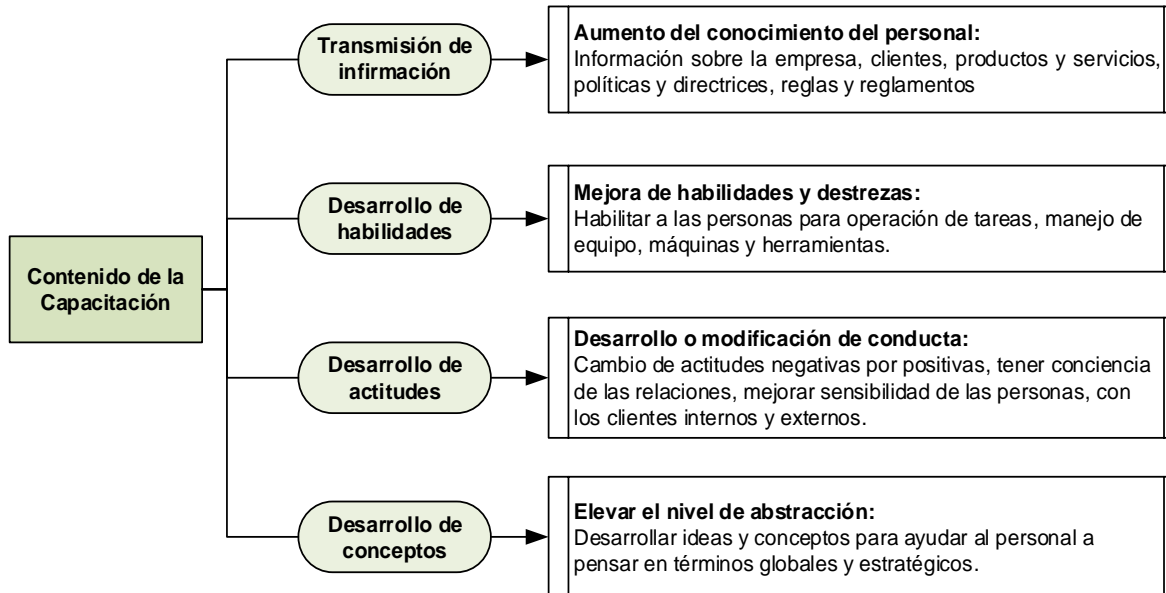 Contenido de la
Capacitación
Transmisión de
infirmación
Aumento del conocimiento del personal:
Información sobre la empresa, clientes, productos y servicios,
políticas y directrices, reglas y reglamentos
Desarrollo de
habilidades
Mejora de habilidades y destrezas:
Habilitar a las personas para operación de tareas, manejo de
equipo, máquinas y herramientas.
Desarrollo de
actitudes
Desarrollo o modificación de conducta:
Cambio de actitudes negativas por positivas, tener conciencia
de las relaciones, mejorar sensibilidad de las personas, con
los clientes internos y externos.
Desarrollo de
conceptos
Elevar el nivel de abstracción:
Desarrollar ideas y conceptos para ayudar al personal a
pensar en términos globales y estratégicos.